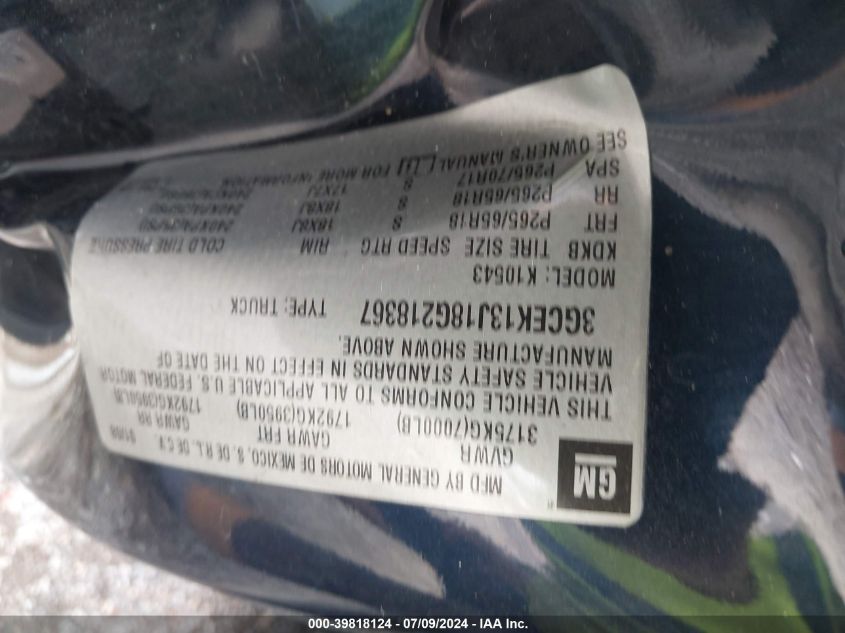 GM
MFD BY GENERAL MOTORS DE MEXICO, S. DE R.L. DE C.V.
GVWR GAWR FRT GAWR RR
3175KG(7000LB) 1792KG(3950LB) 1792KG(3950LB)
THIS VEHICLE CONFORMS TO ALL APPLICABLE U.S. FEDERAL MOTOR
VEHICLE SAFETY STANDARDS IN EFFECT ON THE DATE OF
MANUFACTURE SHOWN ABOVE.
3GCEK13J18G218367 TYPE: TRUCK
MODEL: K10543
KDKB TIRE SIZE SPEED RTG RIM COLD TIRE PRESSURE
FRT P265/65R18 S 18X8J 240KPA(35PSI)
RR P265/65R18 S 18X8J 240KPA(35PSI)
SPA P265/70R17 S 17X7J
SEE OWNER'S MANUAL FOR MORE INFORMATION
000-39818124 - 07/09/2024 - IAA Inc.